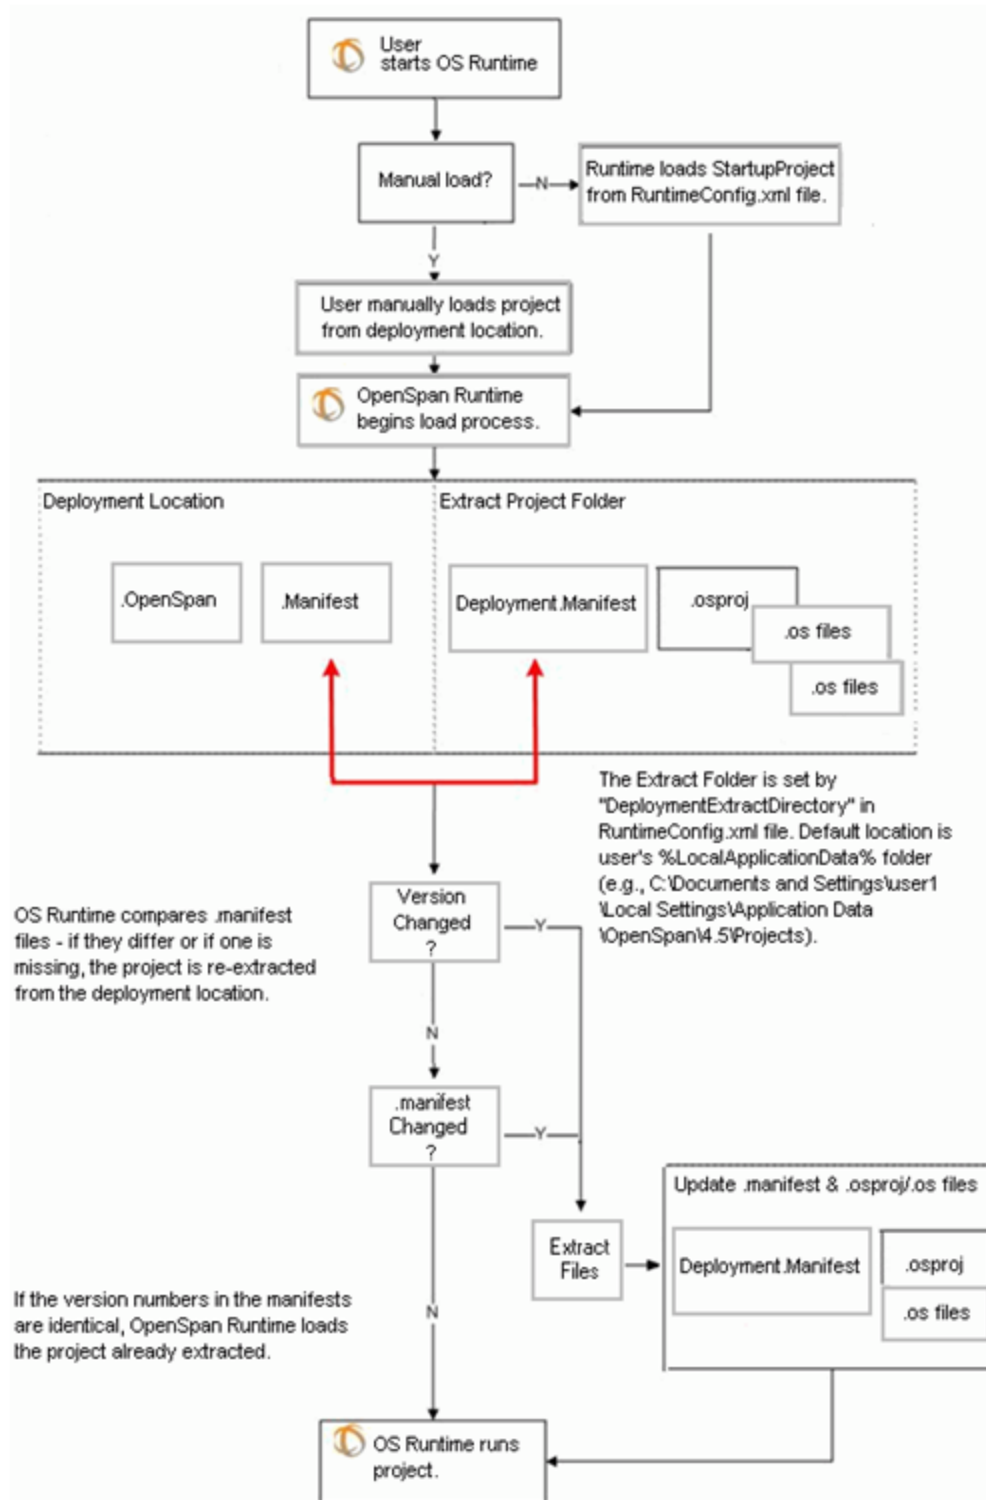 User
starts OS Runtime
Manual load?
N
Runtime loads StartupProject
from RuntimeConfig.xml file.
Y
User manually loads project
from deployment location.
OpenSpan Runtime
begins load process.
Deployment Location
Extract Project Folder
.OpenSpan
.Manifest
Deployment.Manifest
.osproj
.os files
.os files
The Extract Folder is set by
"DeploymentExtractDirectory" in
RuntimeConfig.xml file. Default location is
user's %LocalApplicationData% folder
(e.g., C:\Documents and Settings\user1
\Local Settings\Application Data
\OpenSpan\4.5\Projects).
OS Runtime compares .manifest
files - if they differ or if one is
missing, the project is re-extracted
from the deployment location.
Version
Changed
?
Y
N
.manifest
Changed
?
Y
Update .manifest & .osproj/.os files
Extract
Files
Deployment.Manifest
.osproj
.os files
If the version numbers in the manifests
are identical, OpenSpan Runtime loads
the project already extracted.
N
OS Runtime runs
project.